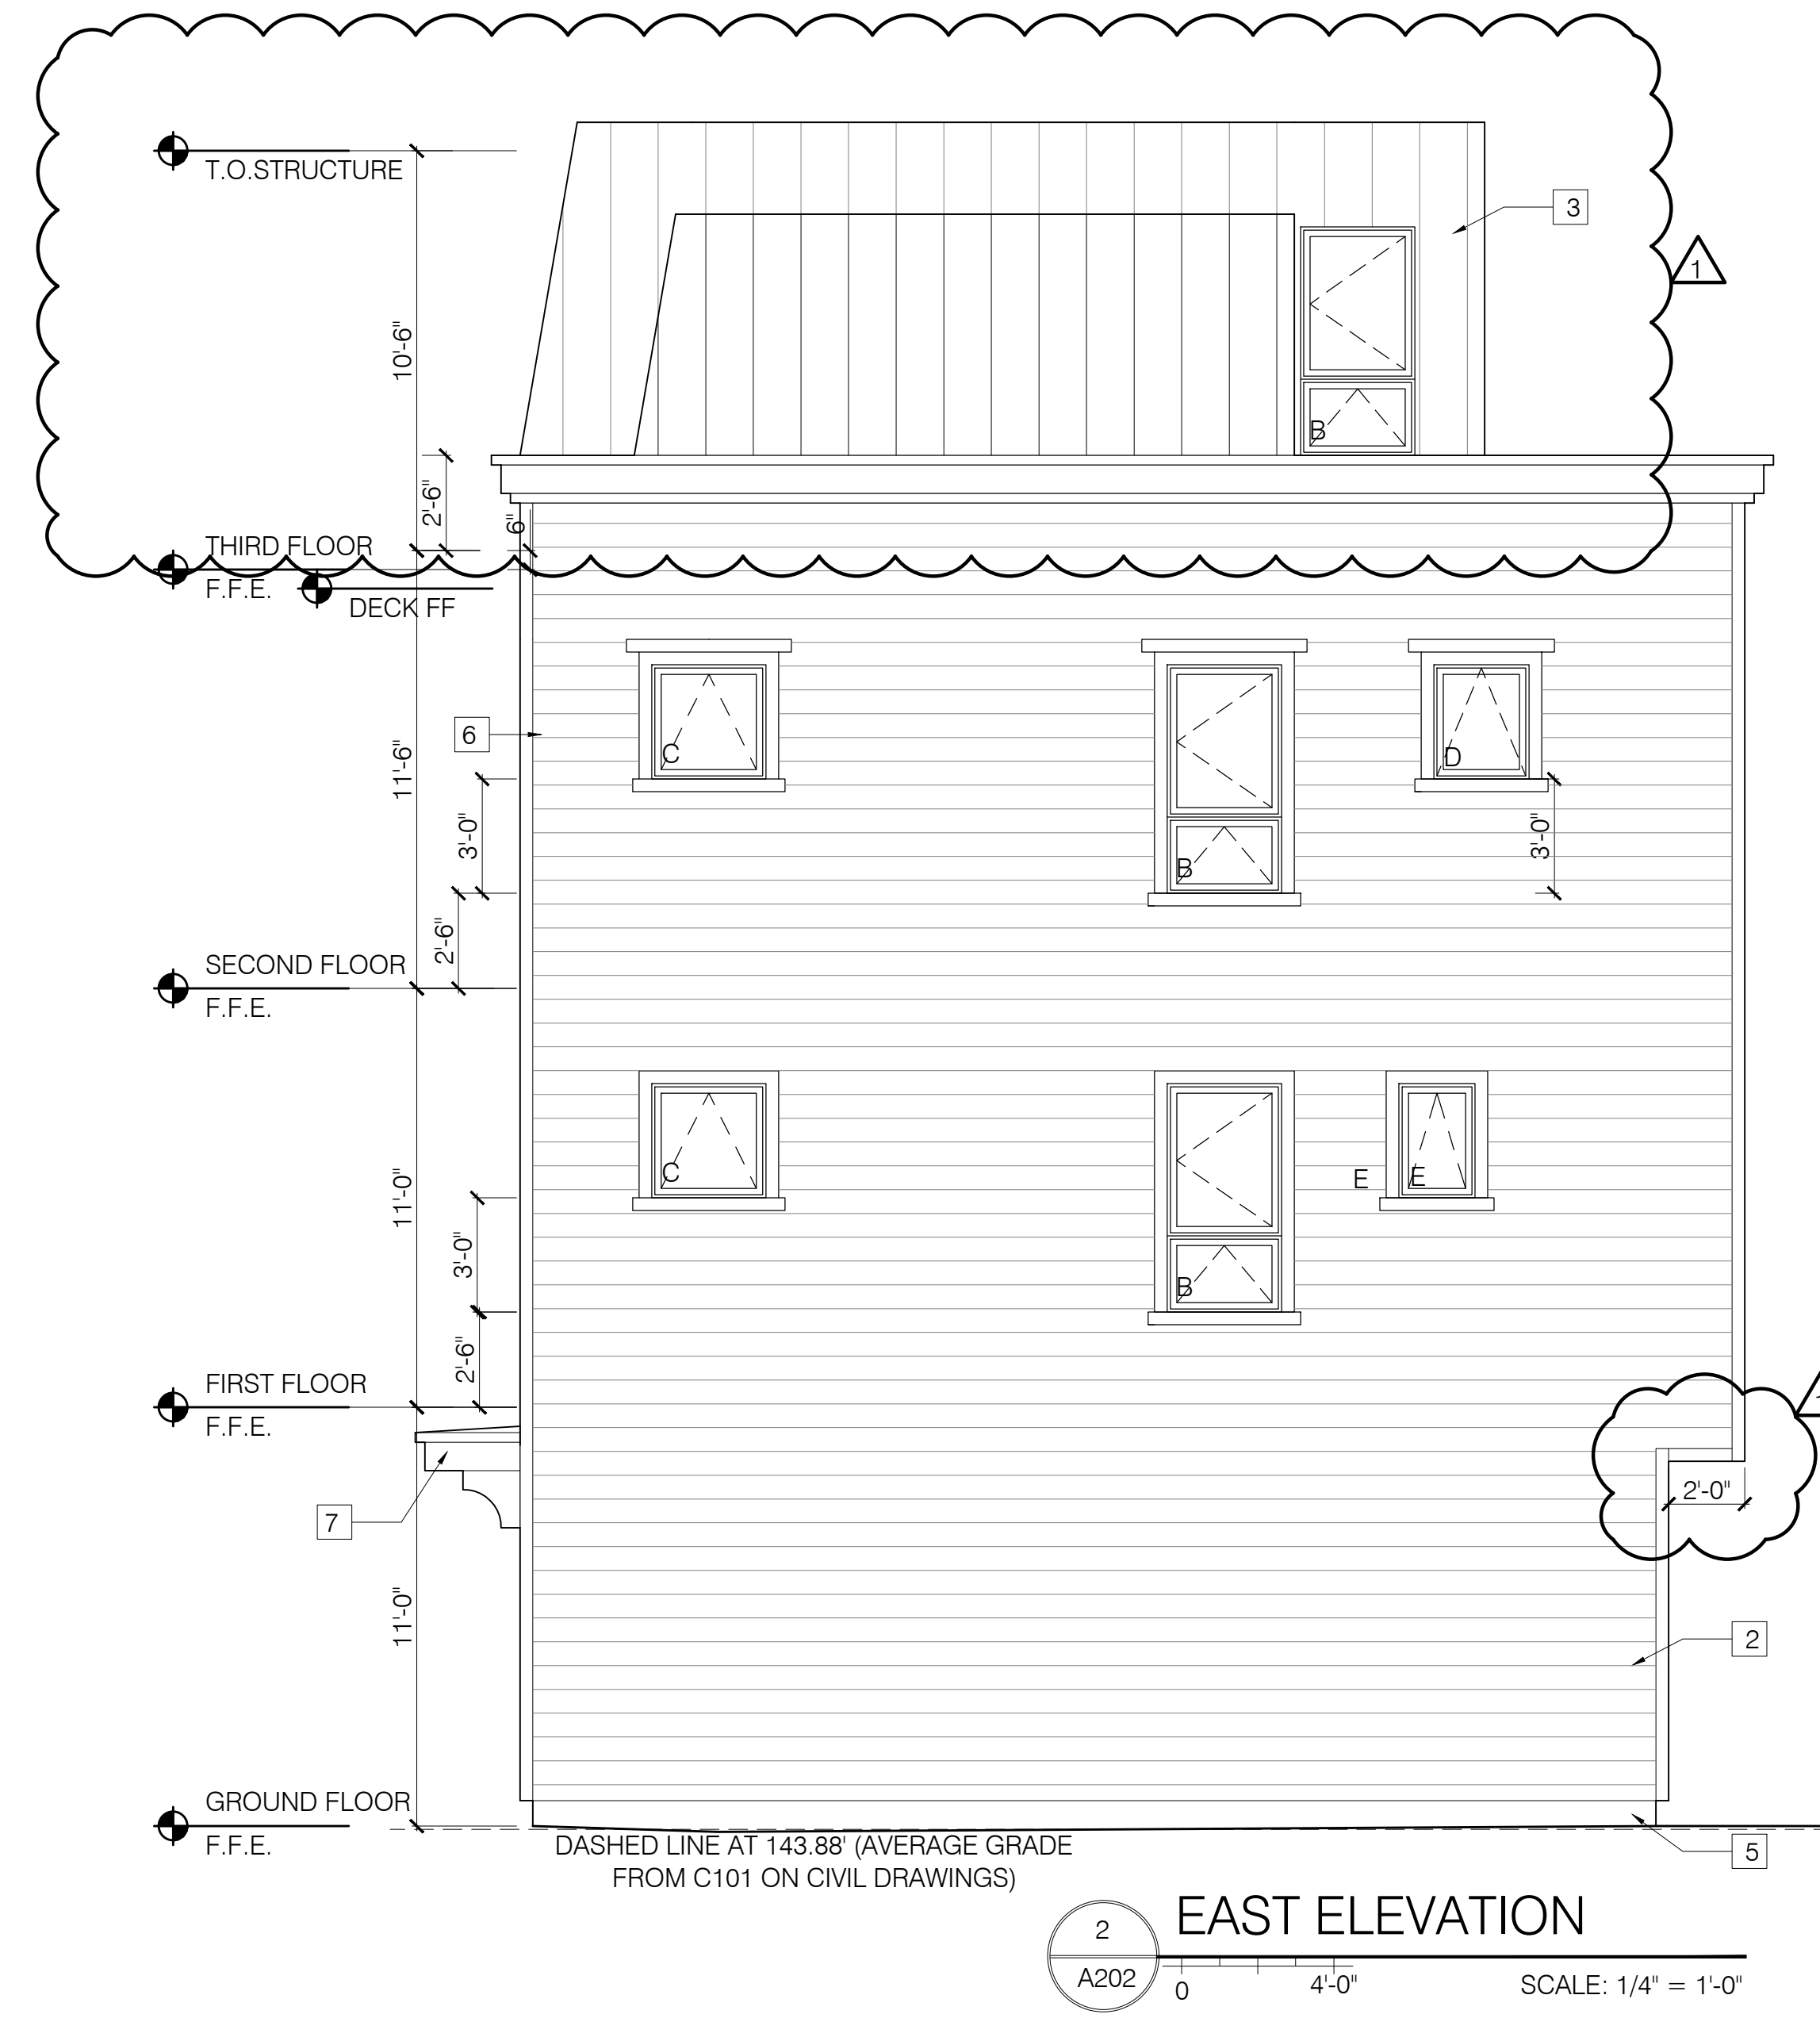 T.O.STRUCTURE
3
1
10'-6"
B
2'-6"
6"
THIRD FLOOR
F.F.E.
DECK FF
6
C
D
11'-6"
3'-0"
3'-0"
B
2'-6"
SECOND FLOOR
F.F.E.
C
E
E
11'-0"
3'-0"
B
2'-6"
FIRST FLOOR
F.F.E.
2'-0"
7
11'-0"
2
GROUND FLOOR
F.F.E.
DASHED LINE AT 143.88' (AVERAGE GRADE
FROM C101 ON CIVIL DRAWINGS)
5
2
A202
EAST ELEVATION
0
4'-0"
SCALE: 1/4" = 1'-0"